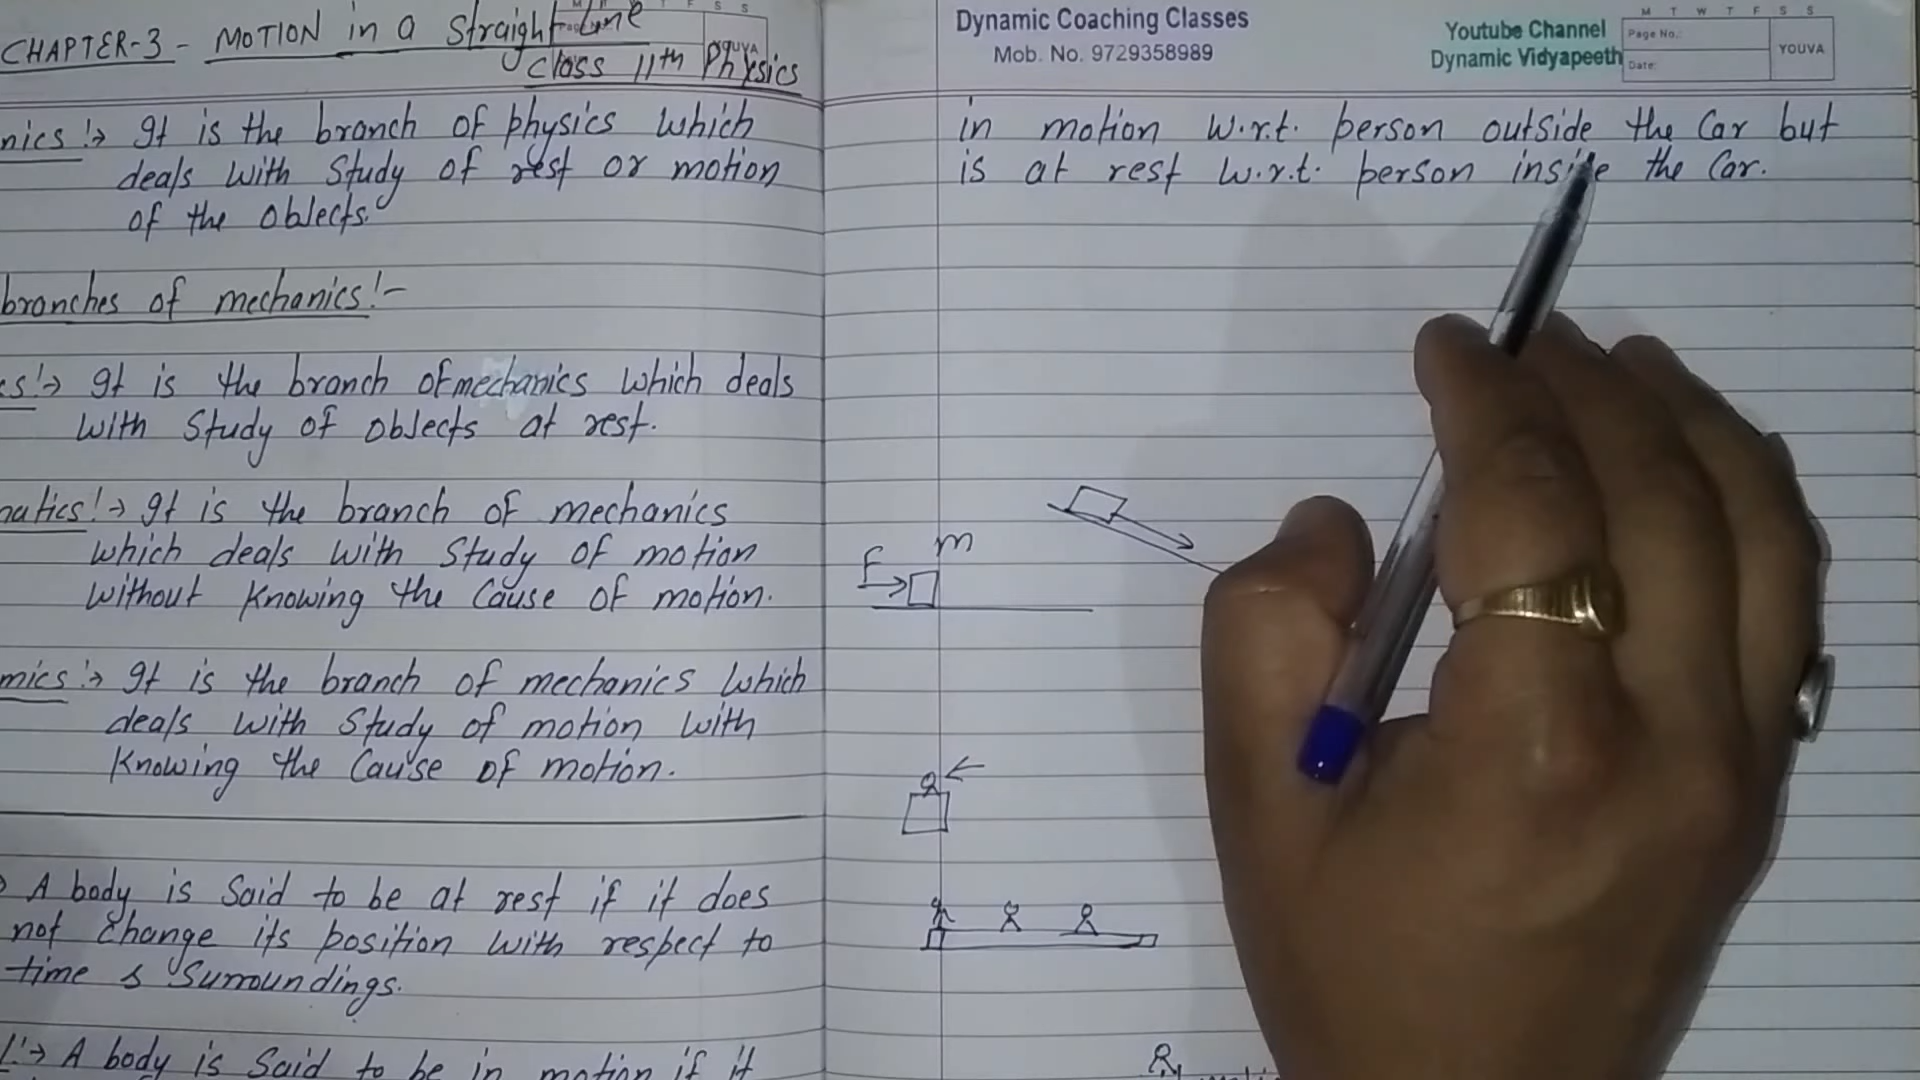 CHAPTER-3 - MOTION in a Straight Line
Class 11th Physics
nics :→ It is the branch of physics which
deals with Study of rest or motion
of the Objects.
branches of mechanics :-
cs :→ It is the branch of mechanics which deals
with Study of objects at rest.
matics :→ It is the branch of mechanics
which deals with Study of motion
without Knowing the Cause of motion.
mics :→ It is the branch of mechanics which
deals with Study of motion with
Knowing the Cause of motion.
A body is Said to be at rest if it does
not Change its position with respect to
time & Surroundings.
:→ A body is Said to be in motion if it
Dynamic Coaching Classes
Mob. No. 9729358989
Youtube Channel
Dynamic Vidyapeeth
M T W T F S S
Page No.:
Date:
YOUVA
in motion w.r.t. person outside the Car but
is at rest w.r.t. person inside the Car.
F
m